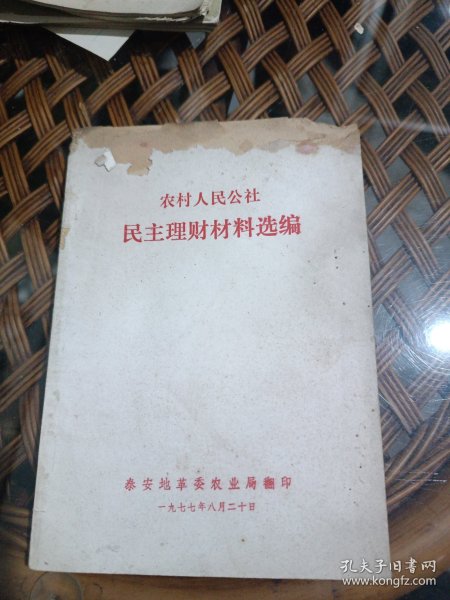 农村人民公社
民主理财材料选编
泰安地革委农业局翻印
一九七七年八月二十日
孔夫子旧书网
www.kongfz.com